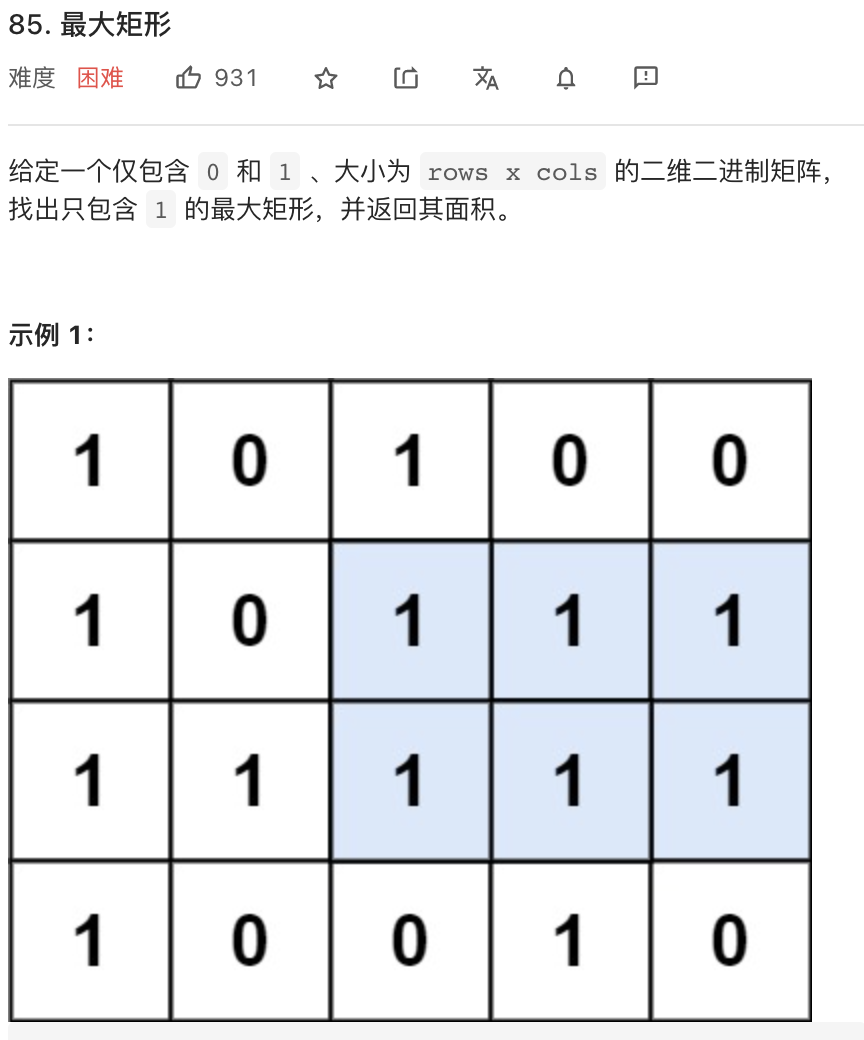 85. 最大矩形
难度 困难 931
给定一个仅包含 0 和 1 、大小为 rows x cols 的二维二进制矩阵，
找出只包含 1 的最大矩形，并返回其面积。
示例 1：
1 0 1 0 0
1 0 1 1 1
1 1 1 1 1
1 0 0 1 0